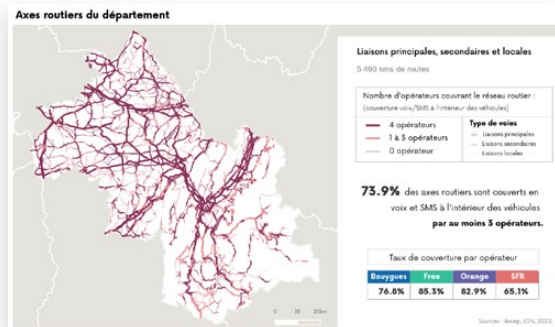 Axes routiers du département
Liaisons principales, secondaires et locales
5 490 kms de routes
Nombre d'opérateurs couvrant le réseau routier :
(couverture voix/SMS à l'intérieur des véhicules)
4 opérateurs
1 à 3 opérateurs
0 opérateur
Type de voies
Liaisons principales
Liaisons secondaires
Liaisons locales
73.9% des axes routiers sont couverts en
voix et SMS à l'intérieur des véhicules
par au moins 3 opérateurs.
Taux de couverture par opérateur
Bouygues Free Orange SFR
76.8% 85.3% 82.9% 65.1%
0 10 20km
Sources : Arcep, IGN, 2023.